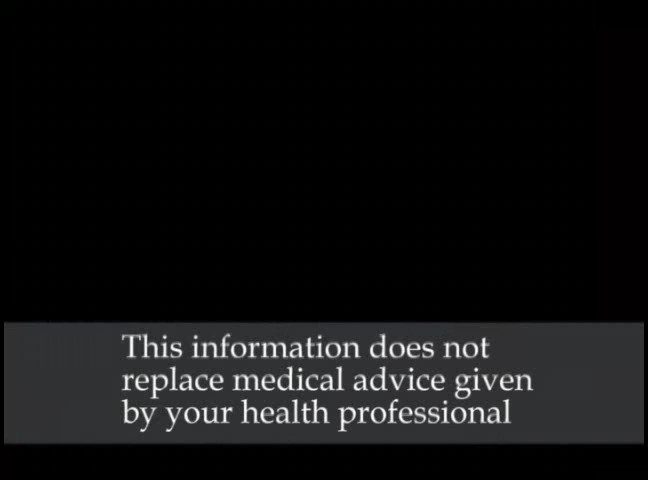 This information does not
replace medical advice given
by your health professional